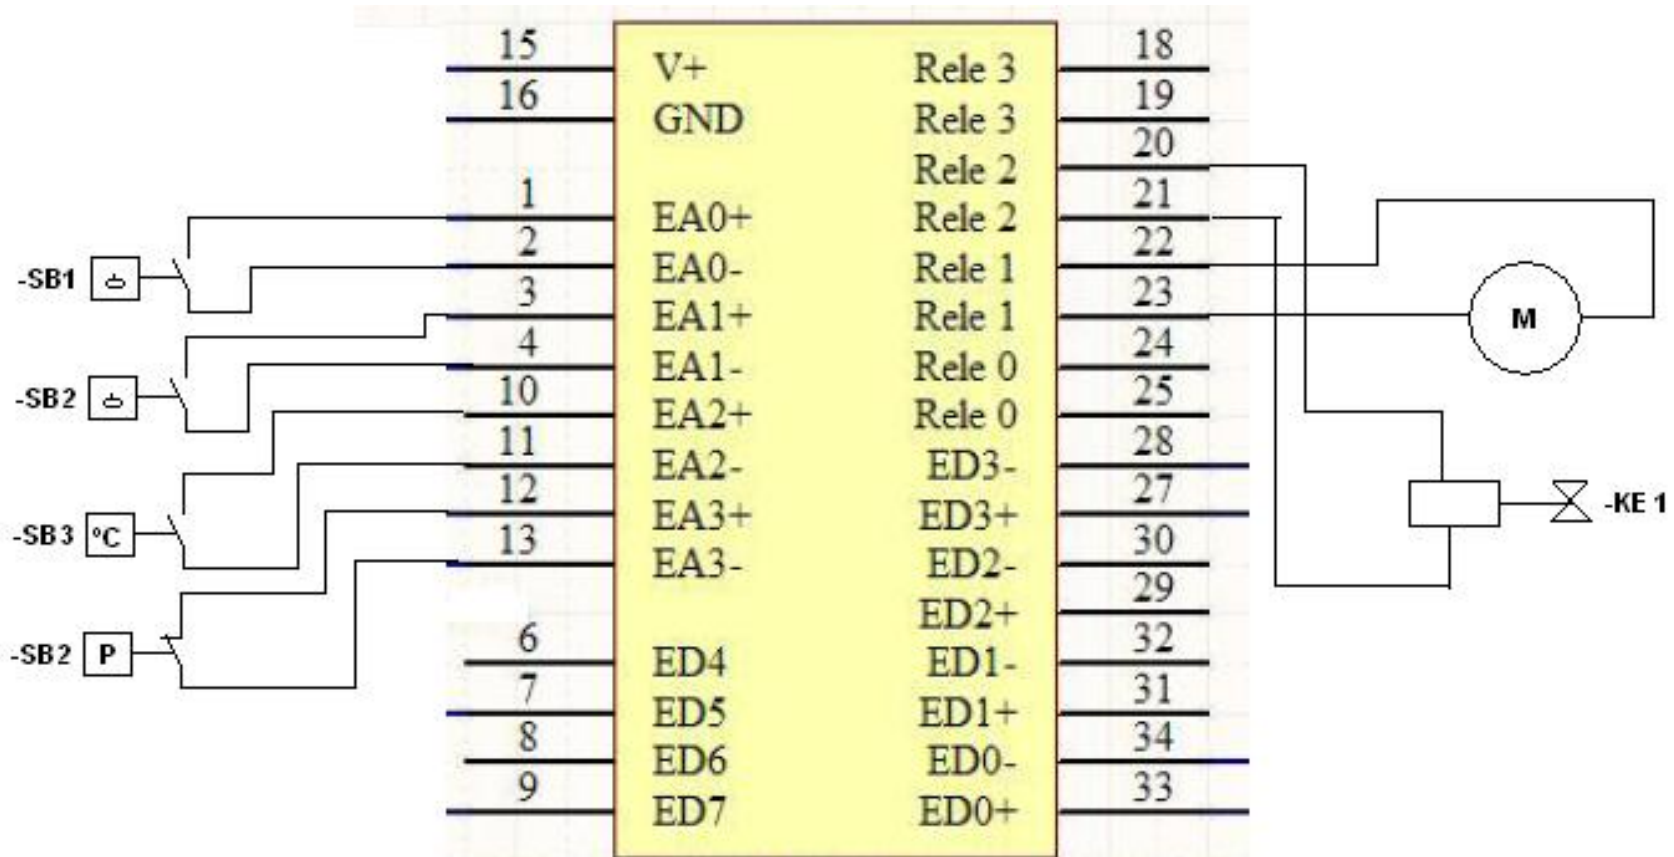 15 V+ Rele 3 18
16 GND Rele 3 19
Rele 2 20
1 EA0+ Rele 2 21
-SB1 2 EA0- Rele 1 22
3 EA1+ Rele 1 23 M
-SB2 4 EA1- Rele 0 24
10 EA2+ Rele 0 25
11 EA2- ED3- 28
-SB3 ºC 12 EA3+ ED3+ 27 -KE 1
13 EA3- ED2- 30
ED2+ 29
-SB2 P 6 ED4 ED1- 32
7 ED5 ED1+ 31
8 ED6 ED0- 34
9 ED7 ED0+ 33